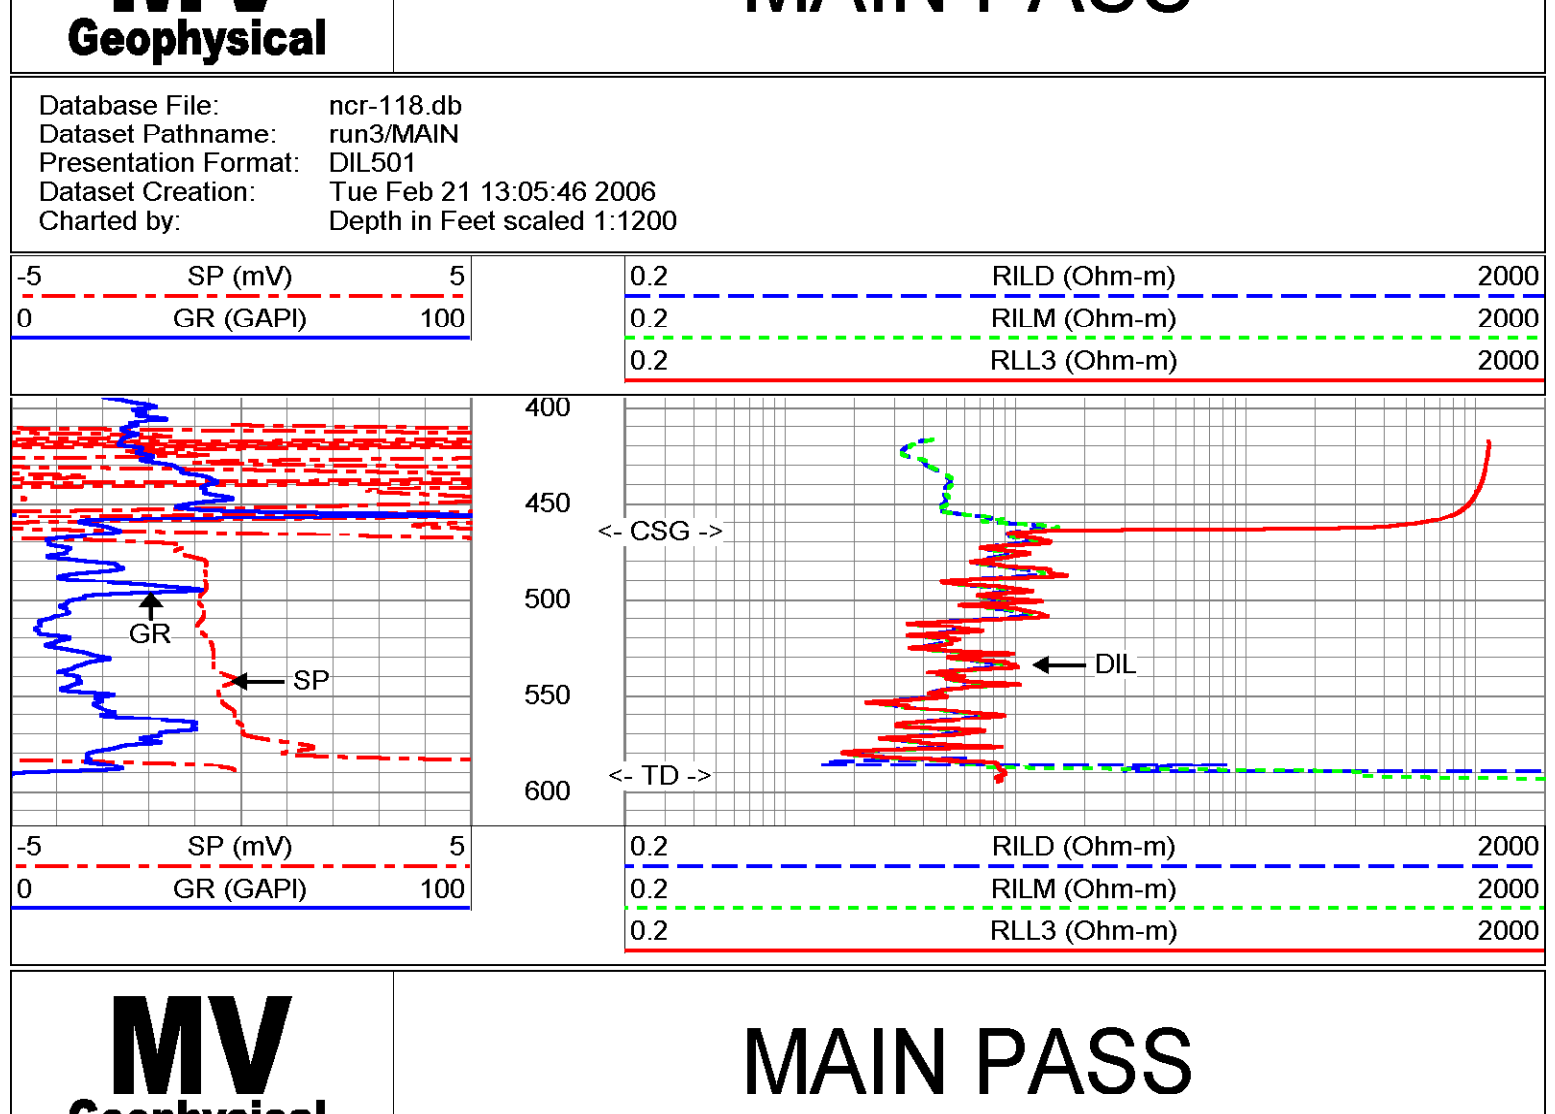 MAIN PASS
Geophysical
Database File: ncr-118.db
Dataset Pathname: run3/MAIN
Presentation Format: DIL501
Dataset Creation: Tue Feb 21 13:05:46 2006
Charted by: Depth in Feet scaled 1:1200
-5 SP (mV) 5
0 GR (GAPI) 100
0.2 RILD (Ohm-m) 2000
0.2 RILM (Ohm-m) 2000
0.2 RLL3 (Ohm-m) 2000
400
450
<- CSG ->
500
GR
DIL
SP
550
<- TD ->
600
-5 SP (mV) 5
0 GR (GAPI) 100
0.2 RILD (Ohm-m) 2000
0.2 RILM (Ohm-m) 2000
0.2 RLL3 (Ohm-m) 2000
MV
MAIN PASS
Geophysical